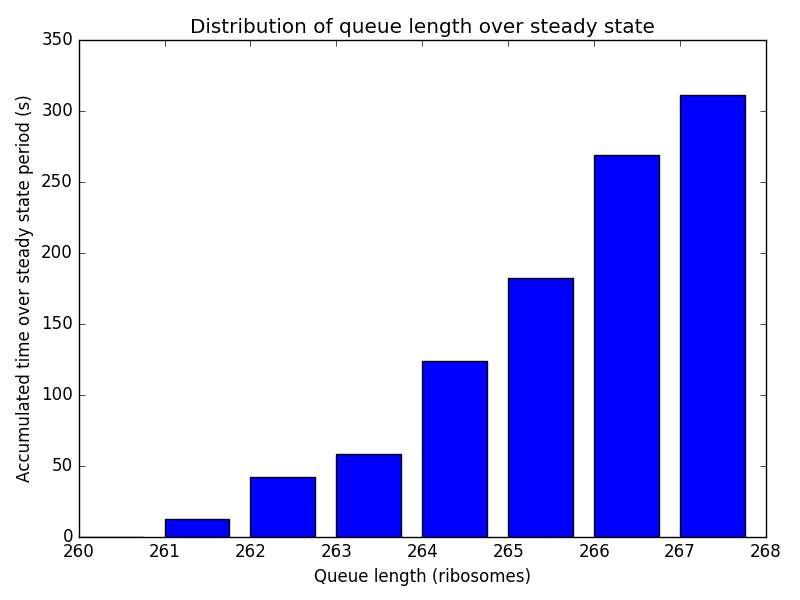 Distribution of queue length over steady state
350
300
250
200
150
100
50
0
260 261 262 263 264 265 266 267 268
Accumulated time over steady state period (s)
Queue length (ribosomes)